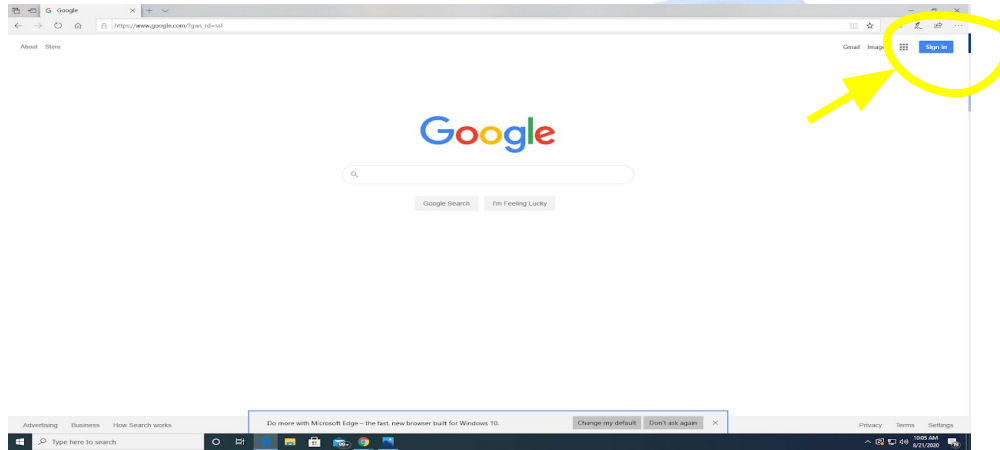 G Google
https://www.google.com/?gws_rd=ssl
About Store
Gmail Sign in
Google
Google Search I'm Feeling Lucky
Do more with Microsoft Edge – the fast, new browser built for Windows 10. Change my default Don't ask again
Advertising Business How Search works Privacy Terms Settings
Type here to search
99+
10:05 AM
8/21/2020